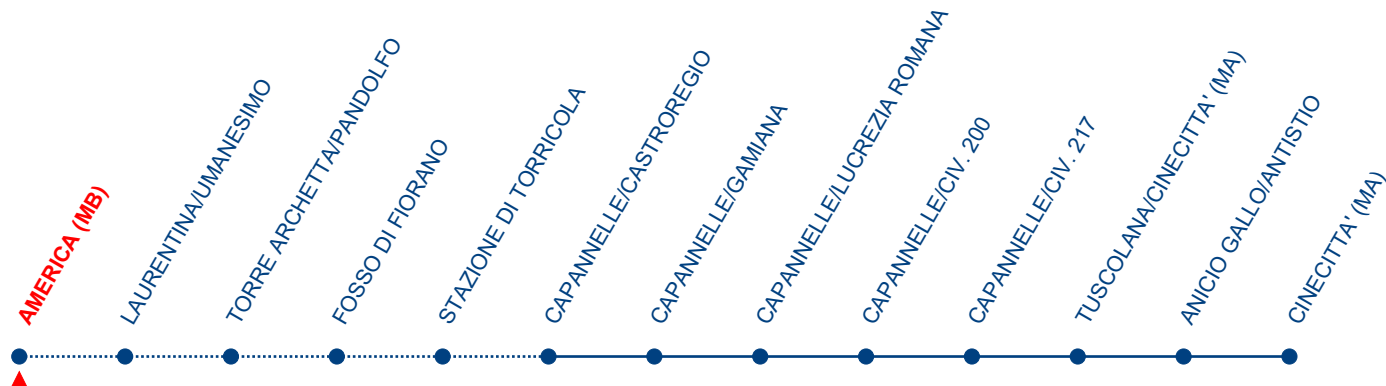 AMERICA (MB)
LAURENTINA/UMANESIMO
TORRE ARCHETTA/PANDOLFO
FOSSO DI FIORANO
STAZIONE DI TORRICOLA
CAPANNELLE/CASTROREGIO
CAPANNELLE/GAMIANA
CAPANNELLE/LUCREZIA ROMANA
CAPANNELLE/CIV. 200
CAPANNELLE/CIV. 217
TUSCOLANA/CINECITTA' (MA)
ANICIO GALLO/ANTISTIO
CINECITTA' (MA)